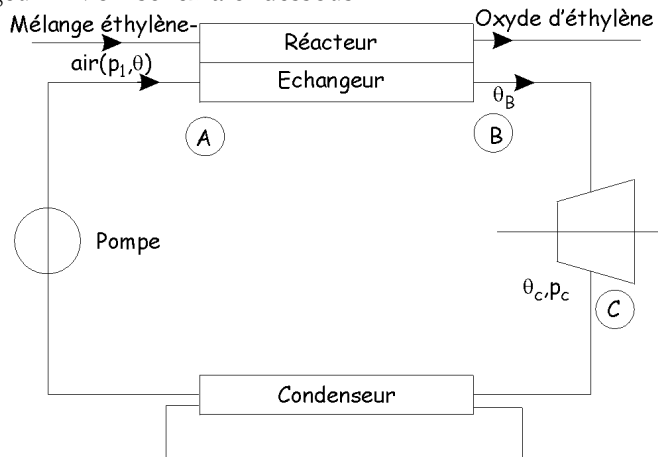 Mélange éthylène-
air(p1,θ)
Réacteur
Oxyde d'éthylène
Echangeur
θB
A
B
Pompe
θc,pc
C
Condenseur